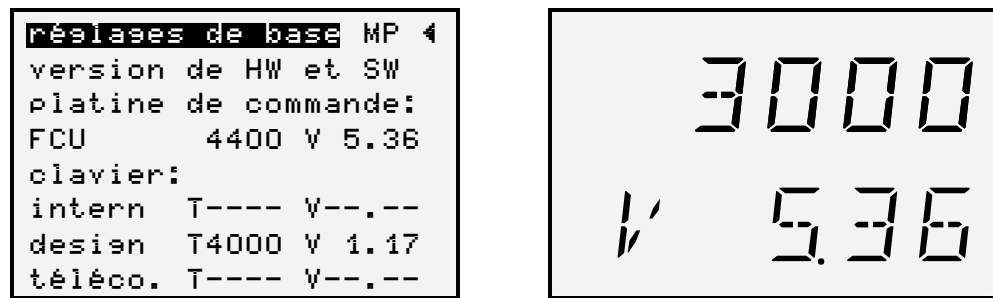 réglages de base MP
version de HW et SW
platine de commande:
FCU 4400 V 5.36
clavier:
intern T---- V--.--
design T4000 V 1.17
téléco. T---- V--.--
3000
V 5.36